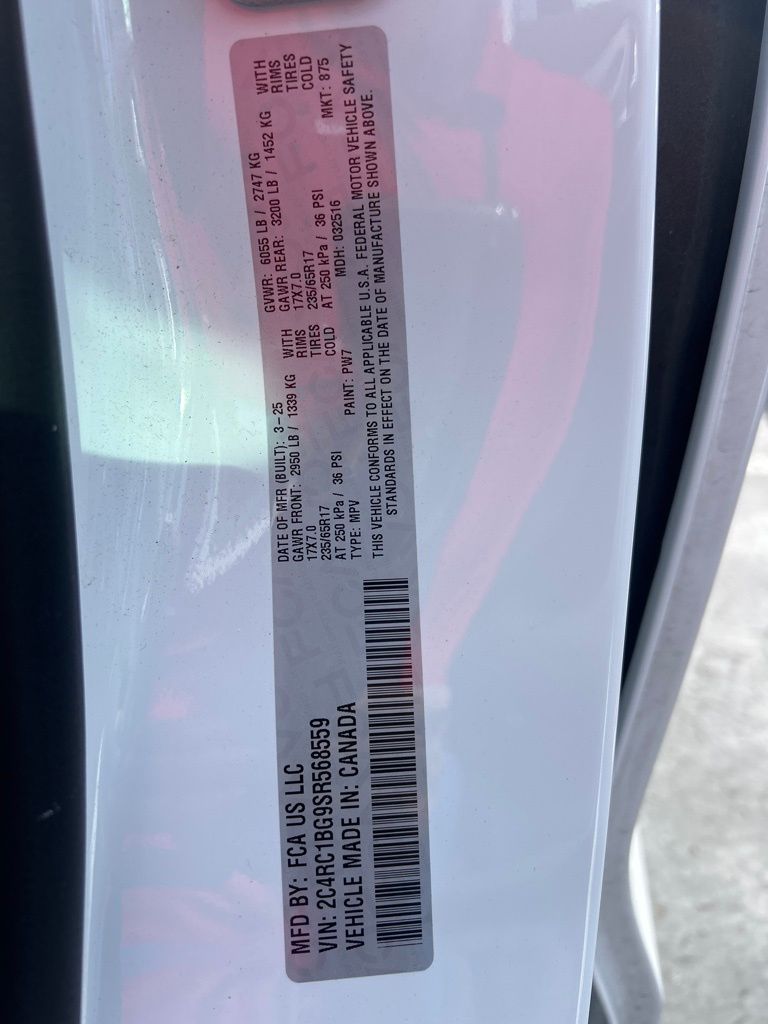 MFD BY: FCA US LLC
VIN: 2C4RC1BG9SR568559
VEHICLE MADE IN: CANADA
DATE OF MFR (BUILT): 3-25 GVWR: 6055 LB / 2747 KG
GAWR FRONT: 2950 LB / 1339 KG WITH GAWR REAR: 3200 LB / 1452 KG WITH
17X7.0 RIMS 17X7.0 RIMS
235/65R17 TIRES 235/65R17 TIRES
AT 250 kPa / 36 PSI COLD AT 250 kPa / 36 PSI COLD
TYPE: MPV PAINT: PW7 MDH: 032516 MKT: 875
THIS VEHICLE CONFORMS TO ALL APPLICABLE U.S.A. FEDERAL MOTOR VEHICLE SAFETY
STANDARDS IN EFFECT ON THE DATE OF MANUFACTURE SHOWN ABOVE.